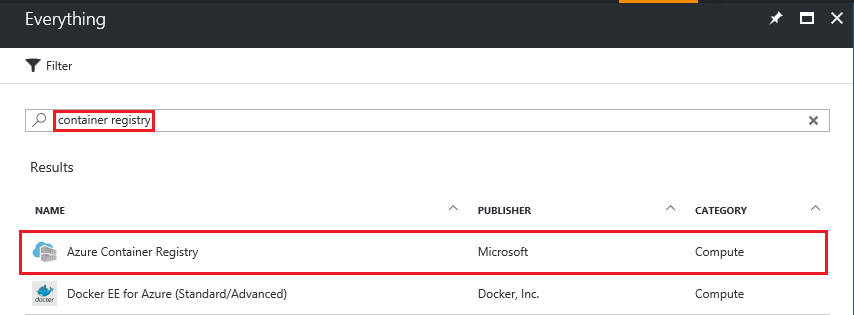 Everything
Filter
container registry
Results
NAME PUBLISHER CATEGORY
Azure Container Registry Microsoft Compute
docker Docker EE for Azure (Standard/Advanced) Docker, Inc. Compute